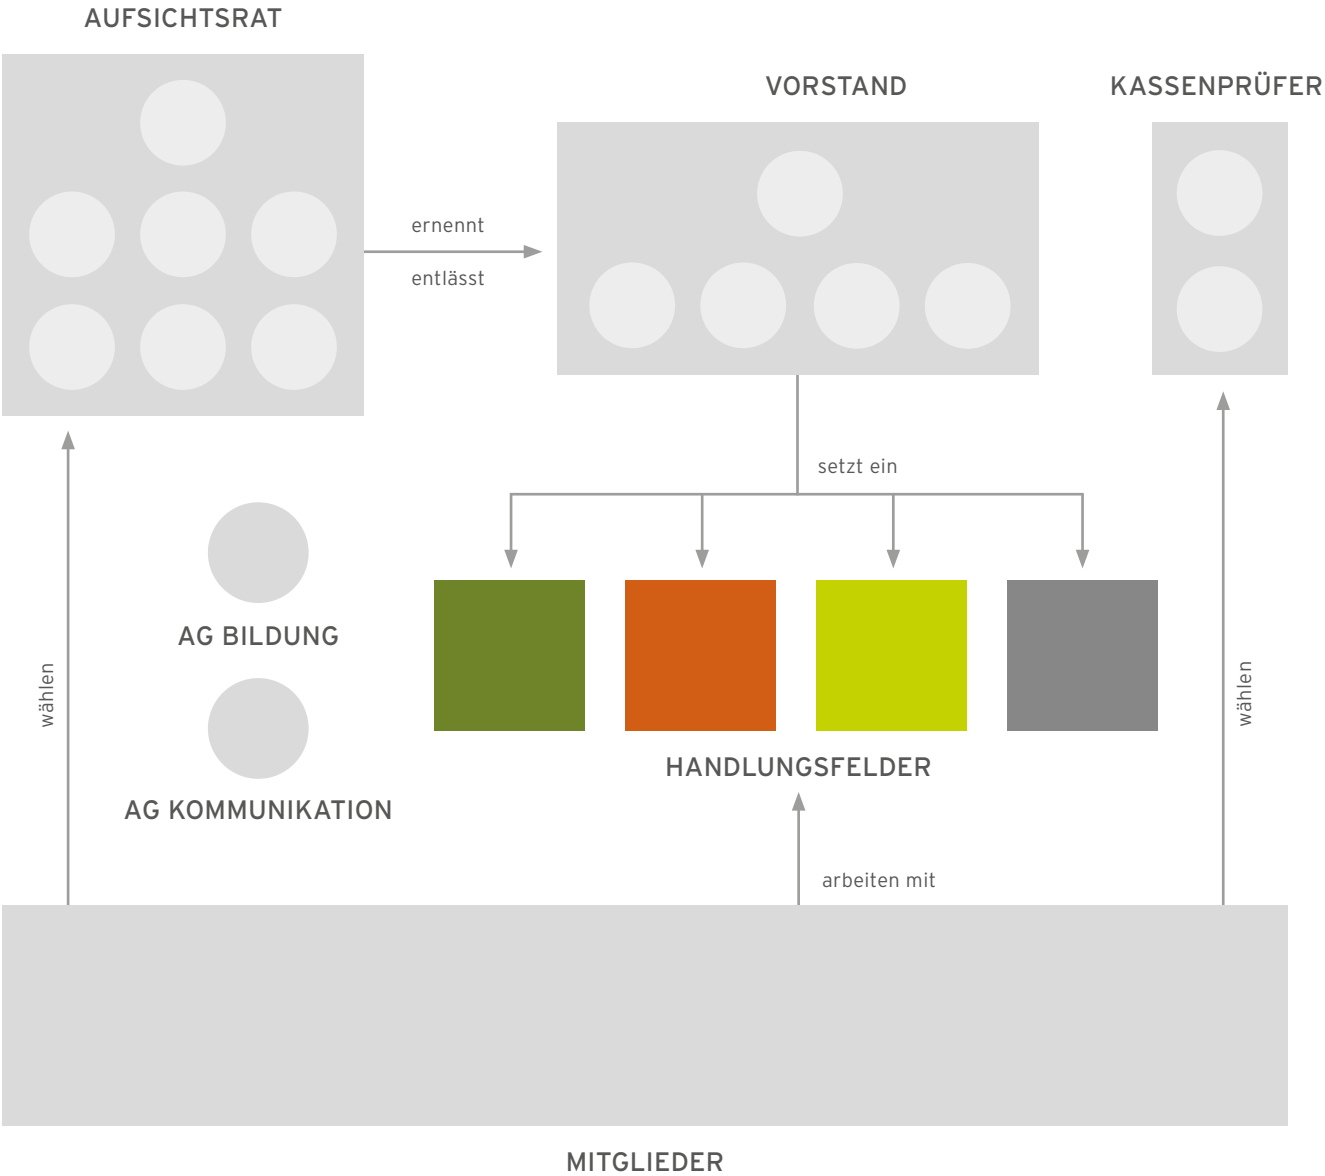 AUFSICHTSRAT
VORSTAND
KASSENPRÜFER
ernennt
entlässt
setzt ein
AG BILDUNG
wählen
wählen
HANDLUNGSFELDER
AG KOMMUNIKATION
arbeiten mit
MITGLIEDER